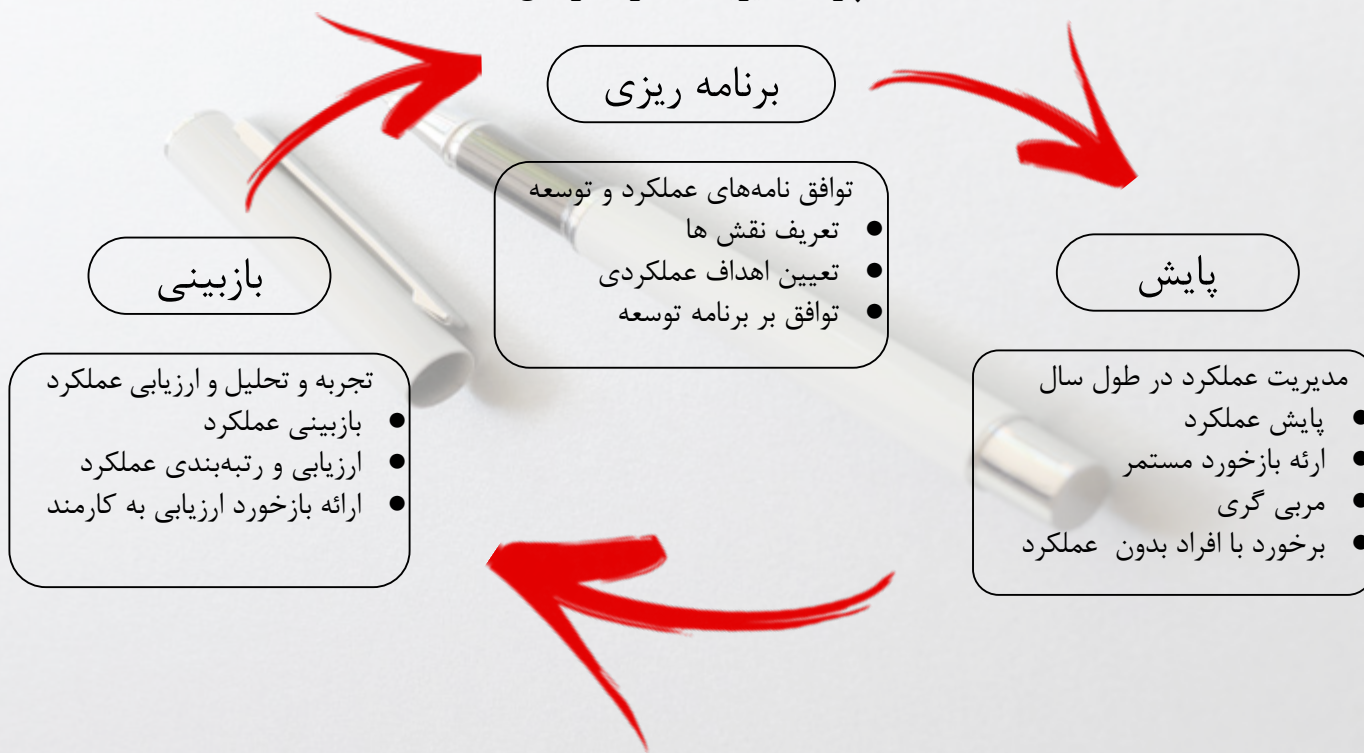 برنامه ریزی
توافق نامه‌های عملکرد و توسعه
● تعریف نقش ها
● تعیین اهداف عملکردی
● توافق بر برنامه توسعه
پایش
مدیریت عملکرد در طول سال
● پایش عملکرد
● ارئه بازخورد مستمر
● مربی گری
● برخورد با افراد بدون عملکرد
بازبینی
تجربه و تحلیل و ارزیابی عملکرد
● بازبینی عملکرد
● ارزیابی و رتبه‌بندی عملکرد
● ارائه بازخورد ارزیابی به کارمند